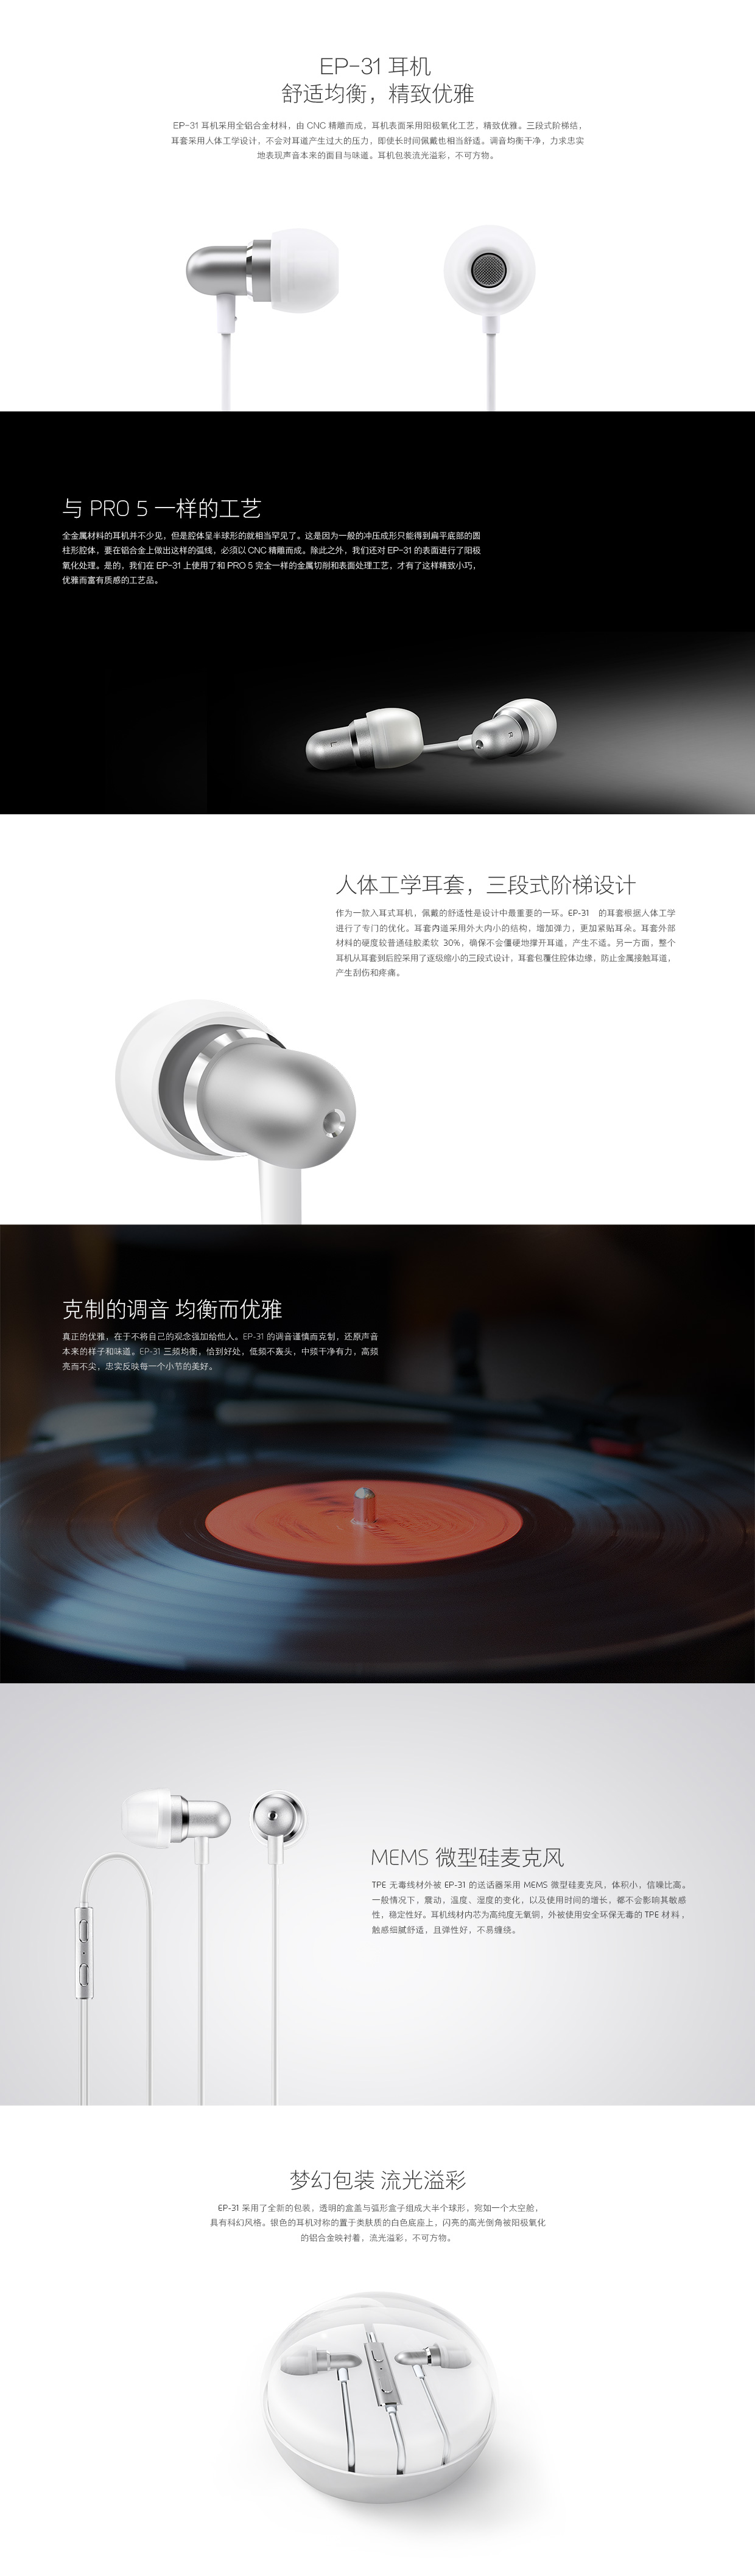 EP-31 耳机
舒适均衡，精致优雅
EP-31 耳机采用全铝合金材料，由 CNC 精雕而成，耳机表面采用阳极氧化工艺，精致优雅。三段式阶梯结，
耳套采用人体工学设计，不会对耳道产生过大的压力，即使长时间佩戴也相当舒适。调音均衡干净，力求忠实
地表现声音本来的面目与味道。耳机包装流光溢彩，不可方物。
与 PRO 5 一样的工艺
全金属材料的耳机并不少见，但是腔体呈半球形的就相当罕见了。这是因为一般的冲压成形只能得到扁平底部的圆
柱形腔体，要在铝合金上做出这样的弧线，必须以 CNC 精雕而成。除此之外，我们还对 EP-31 的表面进行了阳极
氧化处理。是的，我们在 EP-31 上使用了和 PRO 5 完全一样的金属切削和表面处理工艺，才有了这样精致小巧，
优雅而富有质感的工艺品。
L
R
人体工学耳套，三段式阶梯设计
作为一款入耳式耳机，佩戴的舒适性是设计中最重要的一环。EP-31 的耳套根据人体工学
进行了专门的优化。耳套内道采用外大内小的结构，增加弹力，更加紧贴耳朵。耳套外部
材料的硬度较普通硅胶柔软 30%，确保不会僵硬地撑开耳道，产生不适。另一方面，整个
耳机从耳套到后腔采用了逐级缩小的三段式设计，耳套包覆住腔体边缘，防止金属接触耳道，
产生刮伤和疼痛。
克制的调音 均衡而优雅
真正的优雅，在于不将自己的观念强加给他人。EP-31 的调音谨慎而克制，还原声音
本来的样子和味道。EP-31 三频均衡，恰到好处，低频不轰头，中频干净有力，高频
亮而不尖，忠实反映每一个小节的美好。
MEMS 微型硅麦克风
TPE 无毒线材外被 EP-31 的送话器采用 MEMS 微型硅麦克风，体积小，信噪比高。
一般情况下，震动，温度、湿度的变化，以及使用时间的增长，都不会影响其敏感
性，稳定性好。耳机线材内芯为高纯度无氧铜，外被使用安全环保无毒的 TPE 材料，
触感细腻舒适，且弹性好，不易缠绕。
梦幻包装 流光溢彩
EP-31 采用了全新的包装，透明的盒盖与弧形盒子组成大半个球形，宛如一个太空舱，
具有科幻风格。银色的耳机对称的置于类肤质的白色底座上，闪亮的高光倒角被阳极氧化
的铝合金映衬着，流光溢彩，不可方物。